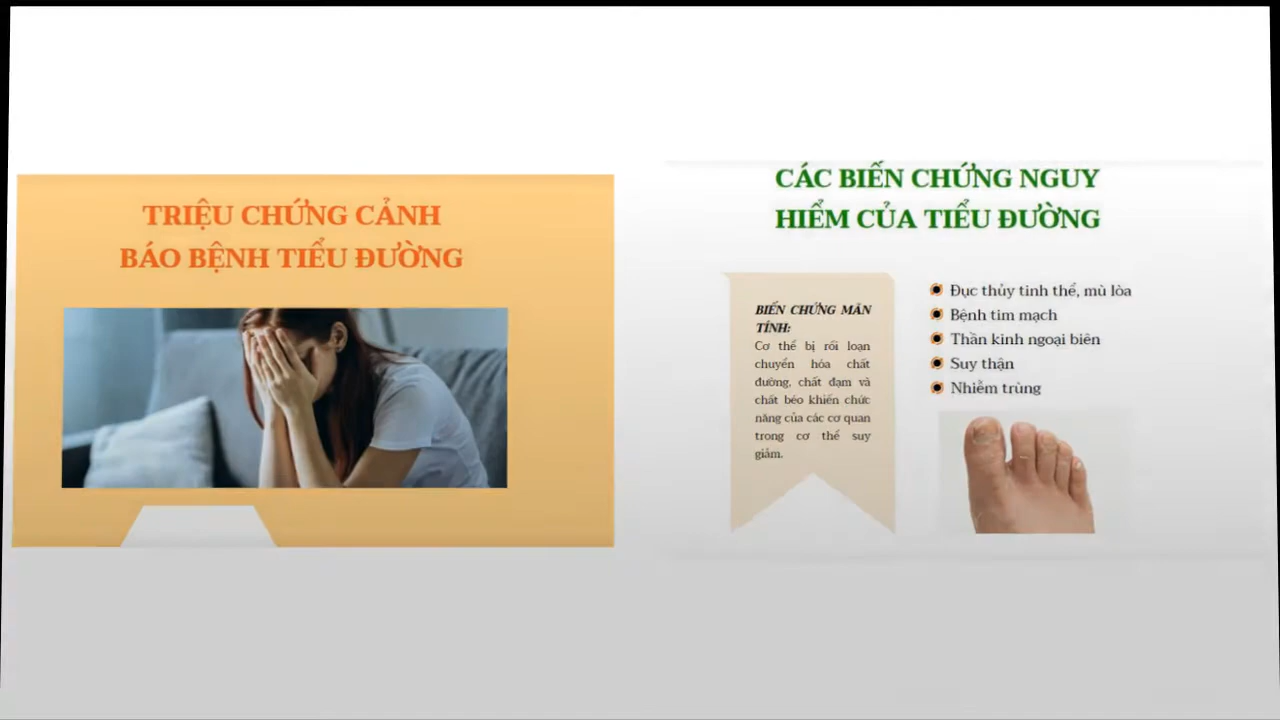 TRIỆU CHỨNG CẢNH
BÁO BỆNH TIỂU ĐƯỜNG
CÁC BIẾN CHỨNG NGUY
HIỂM CỦA TIỂU ĐƯỜNG
BIẾN CHỨNG MÃN
TÍNH:
Cơ thể bị rối loạn
chuyển hóa chất
đường, chất đạm và
chất béo khiến chức
năng của các cơ quan
trong cơ thể suy
giảm.
Đục thủy tinh thể, mù lòa
Bệnh tim mạch
Thần kinh ngoại biên
Suy thận
Nhiễm trùng